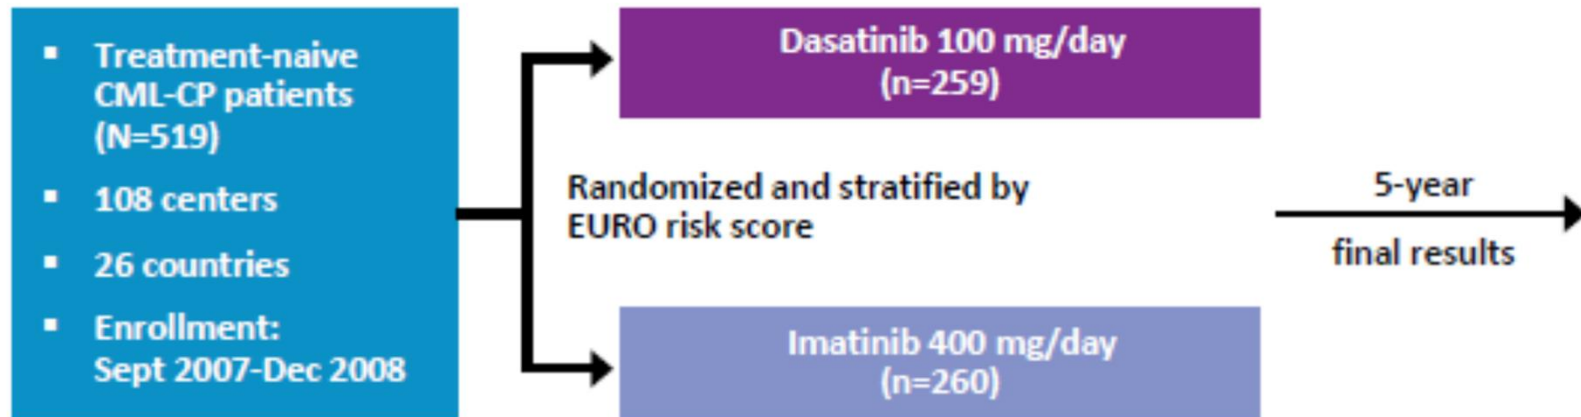 ▪ Treatment-naive
CML-CP patients
(N=519)
▪ 108 centers
▪ 26 countries
▪ Enrollment:
Sept 2007-Dec 2008
Dasatinib 100 mg/day
(n=259)
Randomized and stratified by
EURO risk score
Imatinib 400 mg/day
(n=260)
5-year
final results